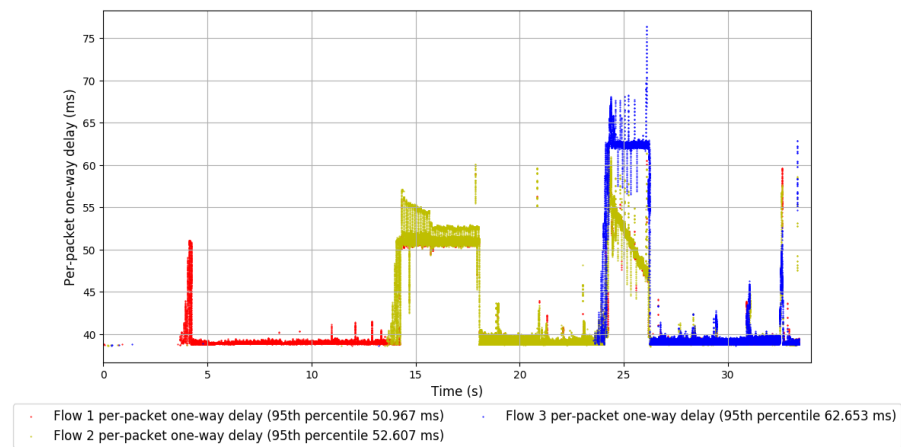 Per-packet one-way delay (ms)
75
70
65
60
55
50
45
40
0 5 10 15 20 25 30
Time (s)
Flow 1 per-packet one-way delay (95th percentile 50.967 ms)
Flow 2 per-packet one-way delay (95th percentile 52.607 ms)
Flow 3 per-packet one-way delay (95th percentile 62.653 ms)